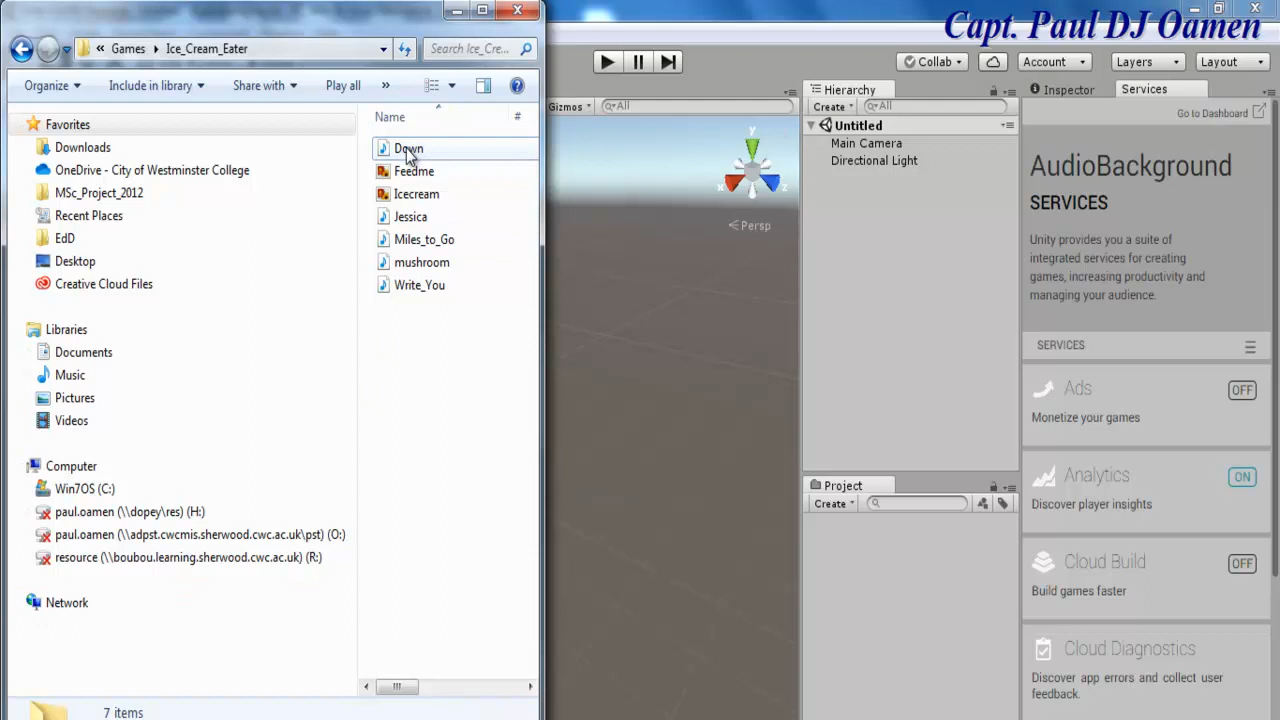 Capt. Paul DJ Oamen
Games
Ice_Cream_Eater
Search Ice_Cre...
Organize
Include in library
Share with
Play all
Name
#
Favorites
Downloads
OneDrive - City of Westminster College
MSc_Project_2012
Recent Places
EdD
Desktop
Creative Cloud Files
Libraries
Documents
Music
Pictures
Videos
Computer
Win7OS (C:)
paul.oamen (\\dopey\res) (H:)
paul.oamen (\\adpst.cwcmis.sherwood.cwc.ac.uk\pst) (O:)
resource (\\boubou.learning.sherwood.cwc.ac.uk) (R:)
Network
Down
Feedme
Icecream
Jessica
Miles_to_Go
mushroom
Write_You
7 items
Collab
Account
Layers
Layout
Gizmos
All
y
x
z
Persp
Hierarchy
Create
All
Untitled
Main Camera
Directional Light
Project
Create
Inspector
Services
Go to Dashboard
AudioBackground
SERVICES
Unity provides you a suite of
integrated services for creating
games, increasing productivity and
managing your audience.
SERVICES
Ads
OFF
Monetize your games
Analytics
ON
Discover player insights
Cloud Build
OFF
Build games faster
Cloud Diagnostics
Discover app errors and collect user
feedback.